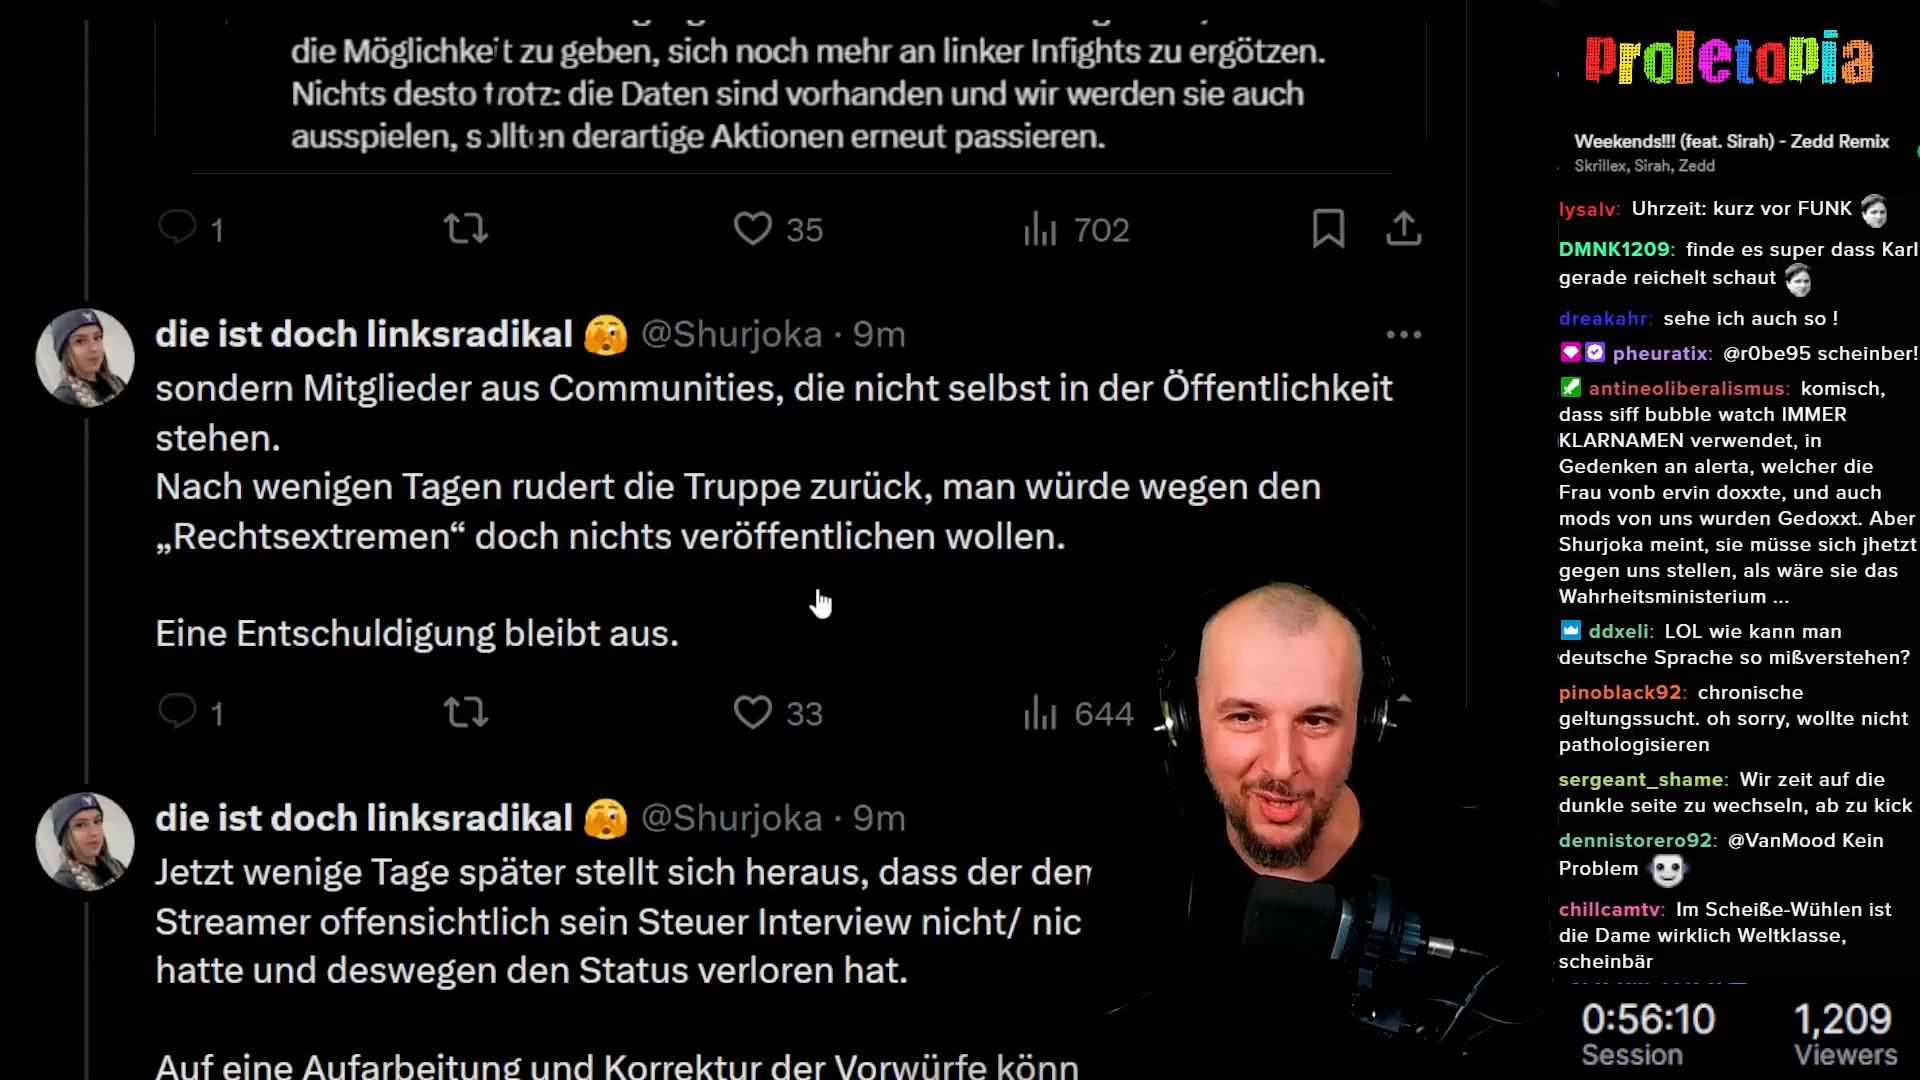 die Möglichkeit zu geben, sich noch mehr an linker Infights zu ergötzen.
Nichts desto trotz: die Daten sind vorhanden und wir werden sie auch
ausspielen, sollten derartige Aktionen erneut passieren.
1 35 702
die ist doch linksradikal 🫣 @Shurjoka · 9m
sondern Mitglieder aus Communities, die nicht selbst in der Öffentlichkeit
stehen.
Nach wenigen Tagen rudert die Truppe zurück, man würde wegen den
„Rechtsextremen“ doch nichts veröffentlichen wollen.
Eine Entschuldigung bleibt aus.
1 33 644
die ist doch linksradikal 🫣 @Shurjoka · 9m
Jetzt wenige Tage später stellt sich heraus, dass der
Streamer offensichtlich sein Steuer Interview nicht/
hatte und deswegen den Status verloren hat.
Auf eine Aufarbeitung und Korrektur der Vorwürfe
Proletopia
Weekends!!! (feat. Sirah) - Zedd Remix
Skrillex, Sirah, Zedd
lysalv: Uhrzeit: kurz vor FUNK
DMNK1209: finde es super dass Karl
gerade reichelt schaut
dreakahr: sehe ich auch so !
pheuratix: @r0be95 scheinber!
antineoliberalismus: komisch,
dass siff bubble watch IMMER
KLARNAMEN verwendet, in
Gedenken an alerta, welcher die
Frau vonb ervin doxxte, und auch
mods von uns wurden Gedoxxt. Aber
Shurjoka meint, sie müsse sich jhetzt
gegen uns stellen, als wäre sie das
Wahrheitsministerium ...
ddxeli: LOL wie kann man
deutsche Sprache so mißverstehen?
pinoblack92: chronische
geltungssucht. oh sorry, wollte nicht
pathologisieren
sergeant_shame: Wir zeit auf die
dunkle seite zu wechseln, ab zu kick
dennistorero92: @VanMood Kein
Problem
chillcamtv: Im Scheiße-Wühlen ist
die Dame wirklich Weltklasse,
scheinbär
0:56:10 1,209
Session Viewers